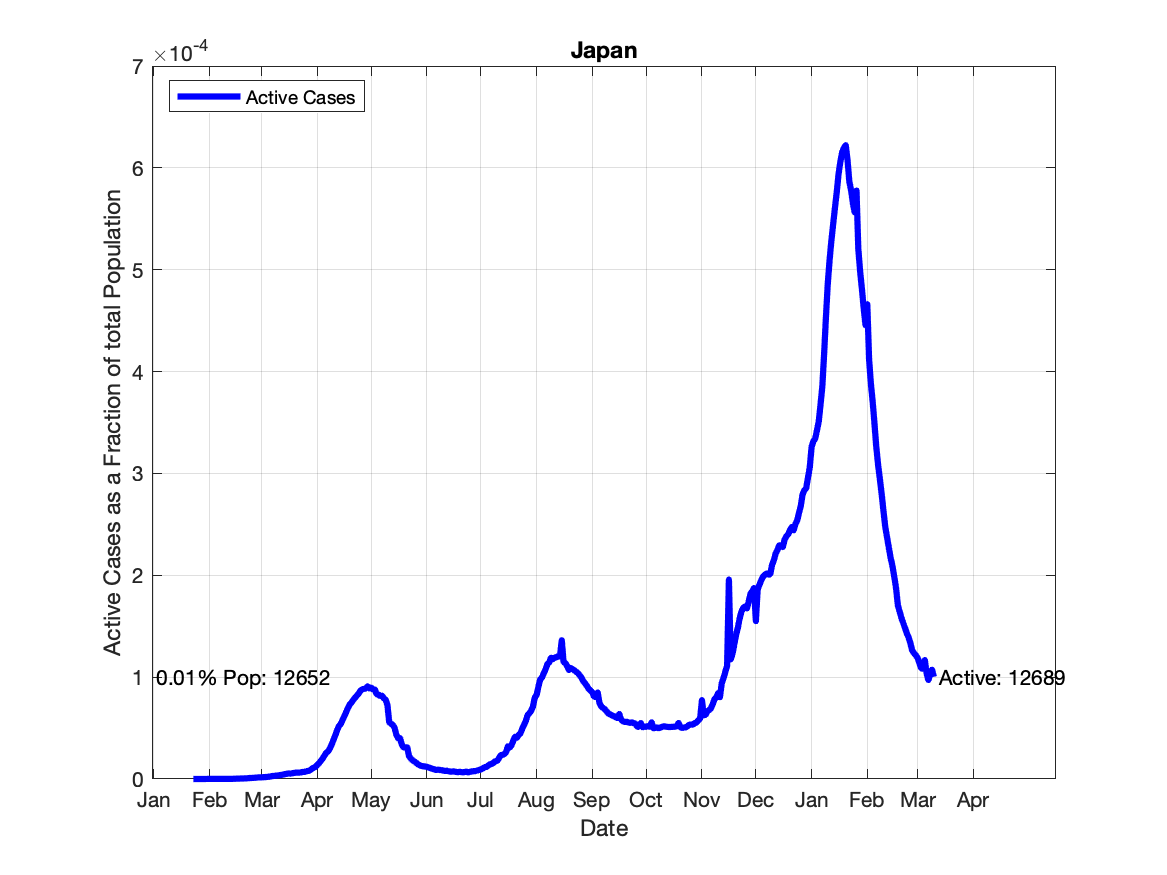 Japan
×10-4
7
6
5
4
3
2
1
0
Active Cases
Active Cases as a Fraction of total Population
0.01% Pop: 12652
Active: 12689
Jan Feb Mar Apr May Jun Jul Aug Sep Oct Nov Dec Jan Feb Mar Apr
Date